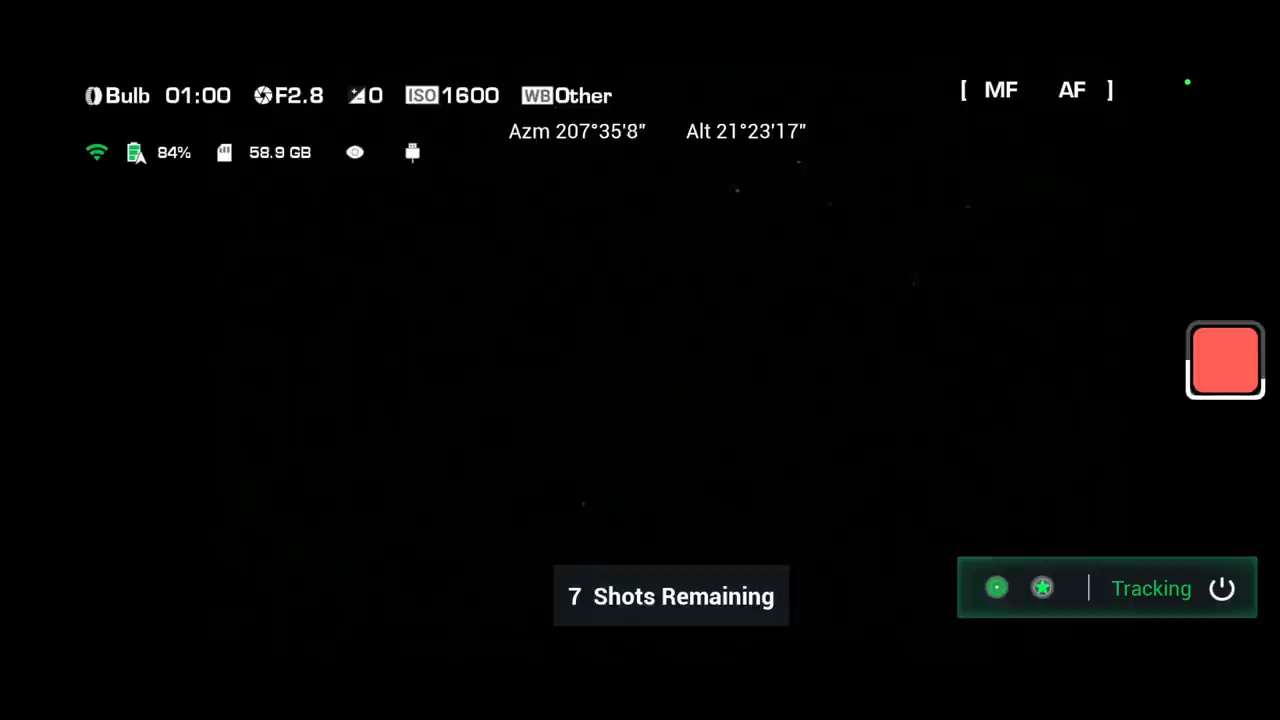 Bulb 01:00 F2.8 0 ISO 1600 WB Other [ MF AF ]
Azm 207°35'8" Alt 21°23'17"
84% 58.9 GB
7 Shots Remaining
Tracking